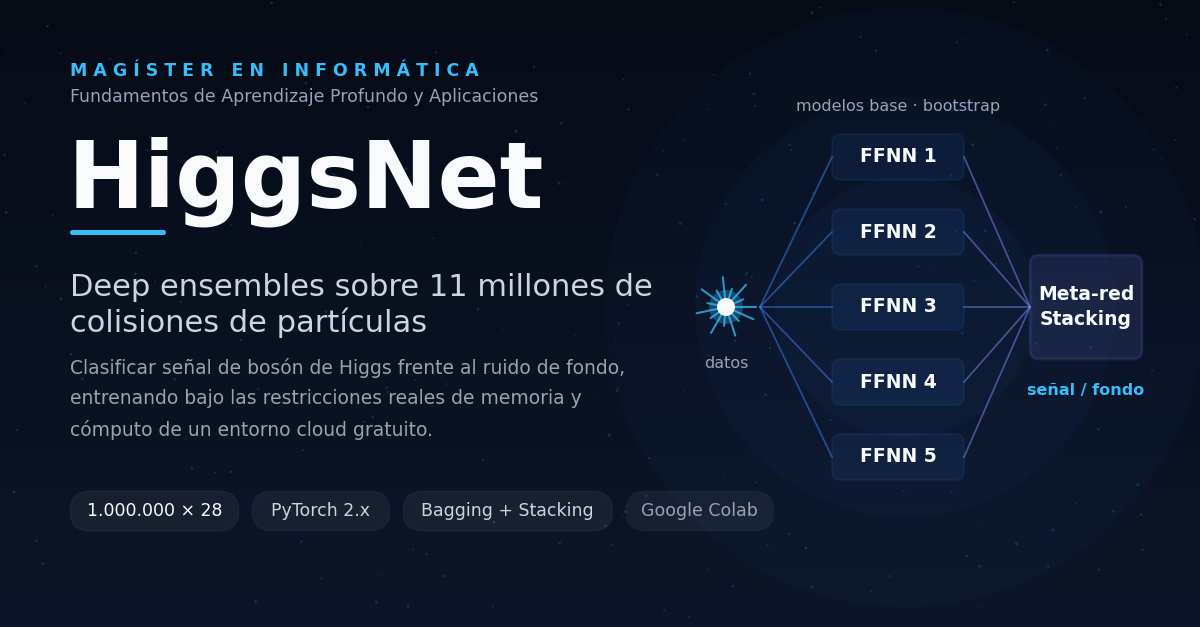 MAGÍSTER EN INFORMÁTICA
Fundamentos de Aprendizaje Profundo y Aplicaciones
HiggsNet
Deep ensembles sobre 11 millones de
colisiones de partículas
Clasificar señal de bosón de Higgs frente al ruido de fondo,
entrenando bajo las restricciones reales de memoria y
cómputo de un entorno cloud gratuito.
1.000.000 × 28
PyTorch 2.x
Bagging + Stacking
Google Colab
modelos base · bootstrap
FFNN 1
FFNN 2
FFNN 3
FFNN 4
FFNN 5
datos
Meta-red
Stacking
señal / fondo